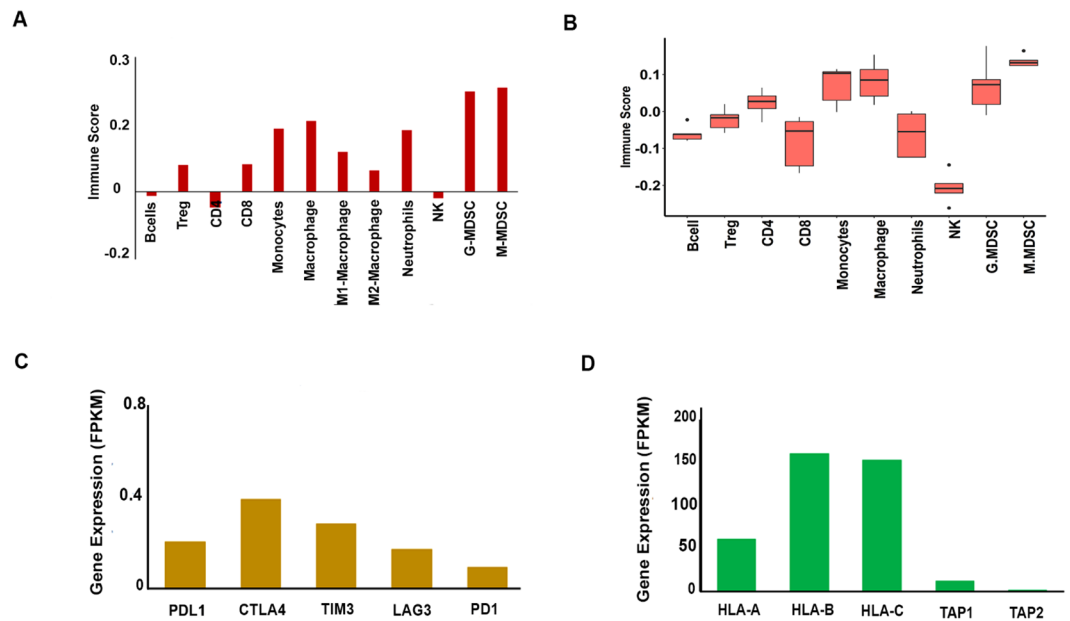 A
Immune Score
0.3
0.2
0
-0.2
Bcells
Treg
CD4
CD8
Monocytes
Macrophage
M1-Macrophage
M2-Macrophage
Neutrophils
NK
G-MDSC
M-MDSC
B
Immune Score
0.1
0.0
-0.1
-0.2
Bcell
Treg
CD4
CD8
Monocytes
Macrophage
Neutrophils
NK
G.MDSC
M.MDSC
C
Gene Expression (FPKM)
0.8
0.4
0
PDL1 CTLA4 TIM3 LAG3 PD1
D
Gene Expression (FPKM)
200
150
100
50
0
HLA-A HLA-B HLA-C TAP1 TAP2